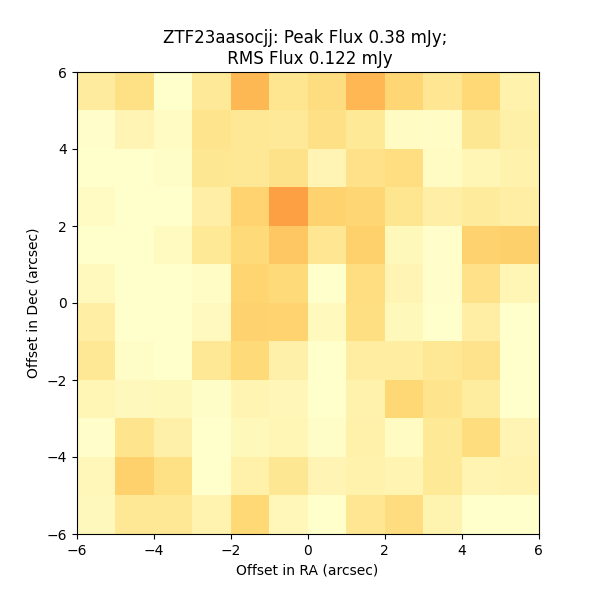 ZTF23aasocjj: Peak Flux 0.38 mJy;
RMS Flux 0.122 mJy
6
4
2
0
−2
−4
−6
Offset in Dec (arcsec)
−6 −4 −2 0 2 4 6
Offset in RA (arcsec)